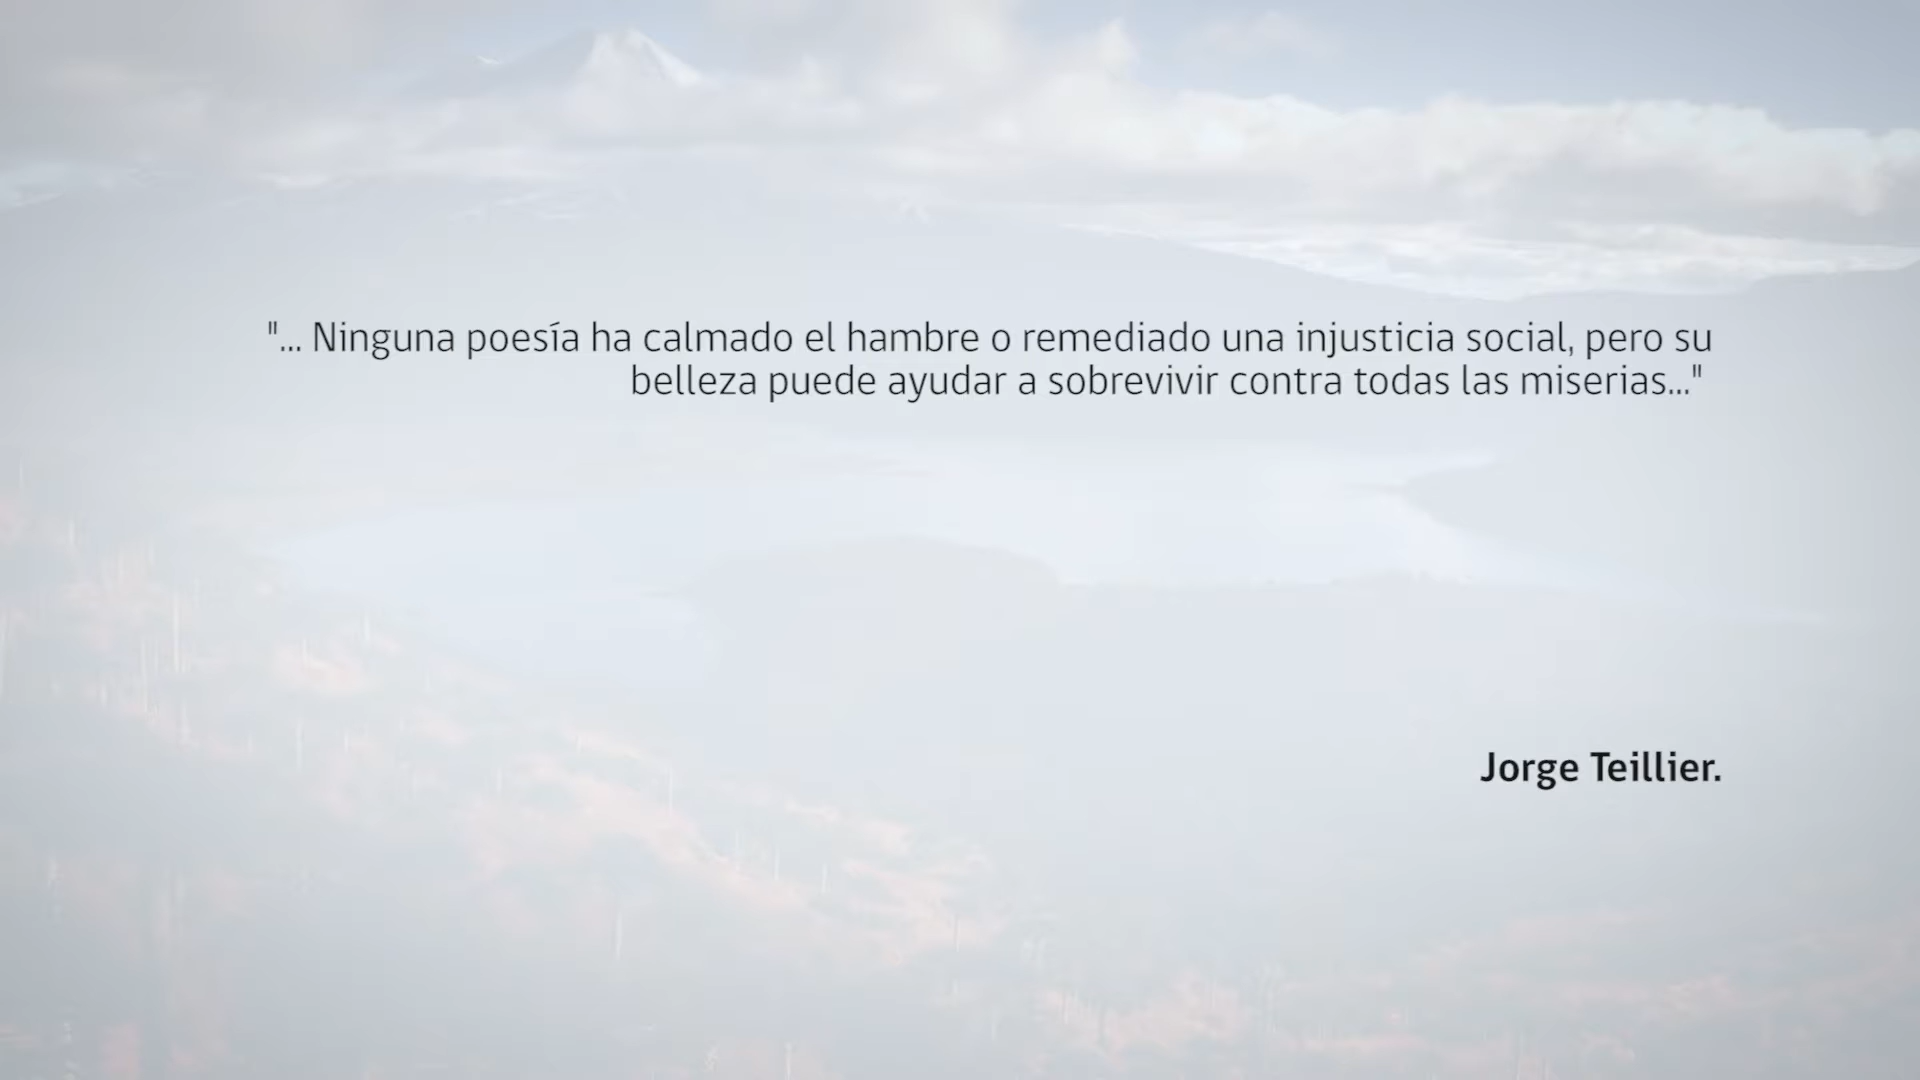 "... Ninguna poesía ha calmado el hambre o remediado una injusticia social, pero su
belleza puede ayudar a sobrevivir contra todas las miserias..."
Jorge Teillier.